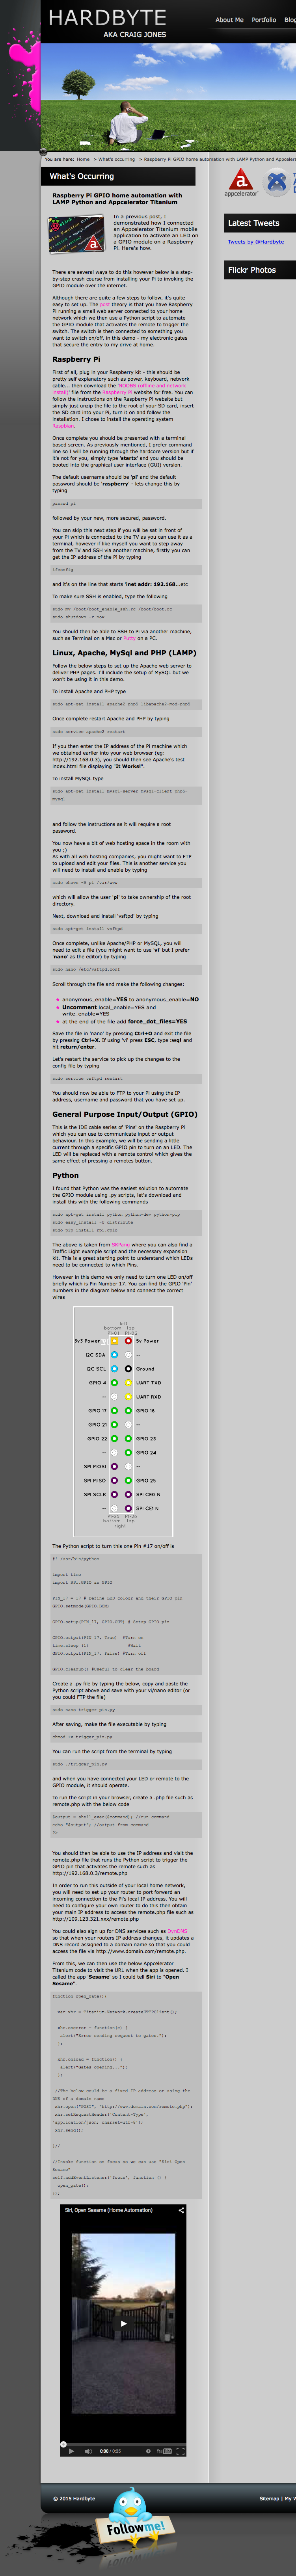 HARDBYTE
AKA CRAIG JONES
About Me Portfolio Blog
You are here: Home > What's occurring > Raspberry Pi GPIO home automation with LAMP Python and Appcelera
What's Occurring
Raspberry Pi GPIO home automation with
LAMP Python and Appcelerator Titanium
In a previous post, I
demonstrated how I connected
an Appcelerator Titanium mobile
application to activate an LED on
a GPIO module on a Raspberry
Pi. Here's how.
appcelerator
Latest Tweets
Tweets by @Hardbyte
Flickr Photos
There are several ways to do this however below is a step-
by-step crash course from installing your Pi to invoking the
GPIO module over the internet.
Although there are a few steps to follow, it's quite
easy to set up. The post theory is that you have Raspberry
Pi running a small web server connected to your home
network which we then use a Python script to activate
the GPIO module that activates the remote to trigger the
switch. The switch is then connected to something you
want to switch on/off, in this demo - my electronic gates
that secure the entry to my drive at home.
Raspberry Pi
First of all, plug in your Raspberry kit - this should be
pretty self explanatory such as power, keyboard, network
cable... then download the "NOOBS (offline and network
install)" file from the Raspberry Pi website for free. You can
follow the instructions on the Raspberry Pi website but
simply just unzip the file to the root of your SD card, insert
the SD card into your Pi, turn it on and follow the
installation. I chose to install the operating system
Raspbian.
Once complete you should be presented with a terminal
based screen. As previously mentioned, I prefer command
line so I will be running through the hardcore version but if
it's not for you, simply type 'startx' and you should be
booted into the graphical user interface (GUI) version.
The default username should be 'pi' and the default
password should be 'raspberry' - lets change this by
typing
passwd pi
followed by your new, more secured, password.
You can skip this next step if you will be sat in front of
your Pi which is connected to the TV as you can use it as a
terminal, however if like myself you want to step away
from the TV and SSH via another machine, firstly you can
get the IP address of the Pi by typing
ifconfig
and it's on the line that starts 'inet addr: 192.168...etc
To make sure SSH is enabled, type the following
sudo mv /boot/boot_enable_ssh.rc /boot/boot.rc
sudo shutdown -r now
You should then be able to SSH to Pi via another machine,
such as Terminal on a Mac or Putty on a PC.
Linux, Apache, MySql and PHP (LAMP)
Follow the below steps to set up the Apache web server to
deliver PHP pages. I'll include the setup of MySQL, but we
won't be using it in this demo.
To install Apache and PHP type
sudo apt-get install apache2 php5 libapache2-mod-php5
Once complete restart Apache and PHP by typing
sudo service apache2 restart
If you then enter the IP address of the Pi machine which
we obtained earlier into your web browser (eg:
http://192.168.0.3), you should then see Apache's test
index.html file displaying "It Works!".
To install MySQL type
sudo apt-get install mysql-server mysql-client php5-
mysql
and follow the instructions as it will require a root
password.
You now have a bit of web hosting space in the room with
you ;)
As with all web hosting companies, you might want to FTP
to upload and edit your files. This is another service you
will need to install and enable by typing
sudo chown -R pi /var/www
which will allow the user 'pi' to take ownership of the root
directory.
Next, download and install 'vsftpd' by typing
sudo apt-get install vsftpd
Once, complete, unlike Apache/PHP or MySQL, you will
need to edit a file (you might want to use 'vi' but I prefer
'nano' as the editor) by typing
sudo nano /etc/vsftpd.conf
Scroll through the file and make the following changes:
anonymous_enable=YES to anonymous_enable=NO
Uncomment local_enable=YES and
write_enable=YES
at the end of the file add force_dot_files=YES
Save the file in 'nano' by pressing Ctrl+O and exit the file
by pressing Ctrl+X. If using 'vi' press ESC, type :wq! and
hit return/enter.
Let's restart the service to pick up the changes to the
config file by typing
sudo service vsftpd restart
You should now be able to FTP to your Pi using the IP
address, username and password that you have set up.
General Purpose Input/Output (GPIO)
This is the IDE cable series of 'Pins' on the Raspberry Pi
which you can use to communicate input or output
behaviour. In this example, we will be sending a little
current through a specific GPIO pin to turn on an LED. The
LED will be replaced with a remote control which gives the
same effect of pressing a remotes button.
Python
I found that Python was the easiest solution to automate
the GPIO module using .py scripts, let's download and
install this with the following commands
sudo apt-get install python python-dev python-pip
sudo easy_install -U distribute
sudo pip install rpi.gpio
The above is taken from SKPang where you can also find a
Traffic Light example script and the necessary expansion
kit. This is a great starting point to understand which LEDs
need to be connected to which Pins.
However in this demo we only need to turn one LED on/off
briefly which is Pin Number 17. You can find the GPIO 'Pin'
numbers in the diagram below and connect the correct
wires
left
bottom top
P1-01 P1-02
3v3 Power 5v Power
I2C SDA --
I2C SCL Ground
GPIO 4 UART TXD
-- UART RXD
GPIO 17 GPIO 18
GPIO 21 --
GPIO 22 GPIO 23
-- GPIO 24
SPI MOSI --
SPI MISO GPIO 25
SPI SCLK SPI CE0 N
-- SPI CE1 N
P1-25 P1-26
bottom top
right
The Python script to turn this one Pin #17 on/off is
#! /usr/bin/python
import time
import RPi.GPIO as GPIO
PIN_17 = 17 # Define LED colour and their GPIO pin
GPIO.setmode(GPIO.BCM)
GPIO.setup(PIN_17, GPIO.OUT) # Setup GPIO pin
GPIO.output(PIN_17, True) #Turn on
time.sleep (1) #Wait
GPIO.output(PIN_17, False) #Turn off
GPIO.cleanup() #Useful to clear the board
Create a .py file by typing the below, copy and paste the
Python script above and save with your vi/nano editor (or
you could FTP the file)
sudo nano trigger_pin.py
After saving, make the file executable by typing
chmod +x trigger_pin.py
You can run the script from the terminal by typing
sudo ./trigger_pin.py
and when you have connected your LED or remote to the
GPIO module, it should operate.
To run the script in your browser, create a .php file such as
remote.php with the below code
$output = shell_exec($command); //run command
echo "$output"; //output from command
?>
You should then be able to use the IP address and visit the
remote.php file that runs the Python script to trigger the
GPIO pin that activates the remote such as
http://192.168.0.3/remote.php
In order to run this outside of your local home network,
you will need to set up your router to port forward an
incoming connection to the Pi's local IP address. You will
need to configure your own router to do this then obtain
your main IP address to access the remote.php file such as
http://109.123.321.xxx/remote.php
You could also sign up for DNS services such as DynDNS
so that when your routers IP address changes, it updates a
DNS record assigned to a domain name so that you could
access the file via http://www.domain.com/remote.php.
From this, we can then use the below Appcelerator
Titanium code to visit the URL when the app is opened. I
called the app 'Sesame' so I could tell Siri to "Open
Sesame".
function open_gate(){
var xhr = Titanium.Network.createHTTPClient();
xhr.onerror = function(e) {
alert("Error sending request to gates.");
};
xhr.onload = function() {
alert("Gates opening...");
};
//The below could be a fixed IP address or using the
DNS of a domain name
xhr.open("POST", "http://www.domain.com/remote.php");
xhr.setRequestHeader('Content-Type',
'application/json; charset=utf-8');
xhr.send();
}//
//Invoke function on focus so we can use "Siri Open
Sesame"
self.addEventListener('focus', function () {
open_gate();
});
Siri, Open Sesame (Home Automation)
0:00 / 0:25
YouTube
© 2015 Hardbyte
Sitemap | My W
Follow me!